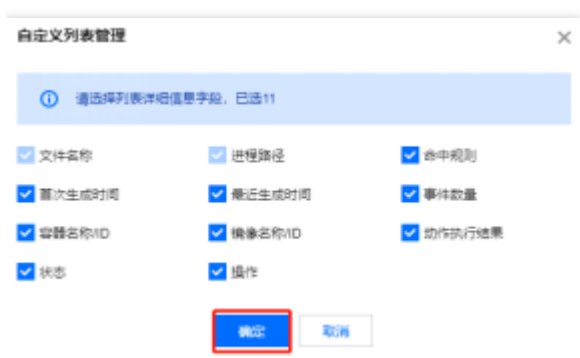 自定义列表管理
请选择列表详细信息字段，已选11
文件名称 进程路径 命中规则
首次生成时间 最近生成时间 事件数量
容器名称/ID 镜像名称/ID 动作执行结果
状态 操作
确定 取消